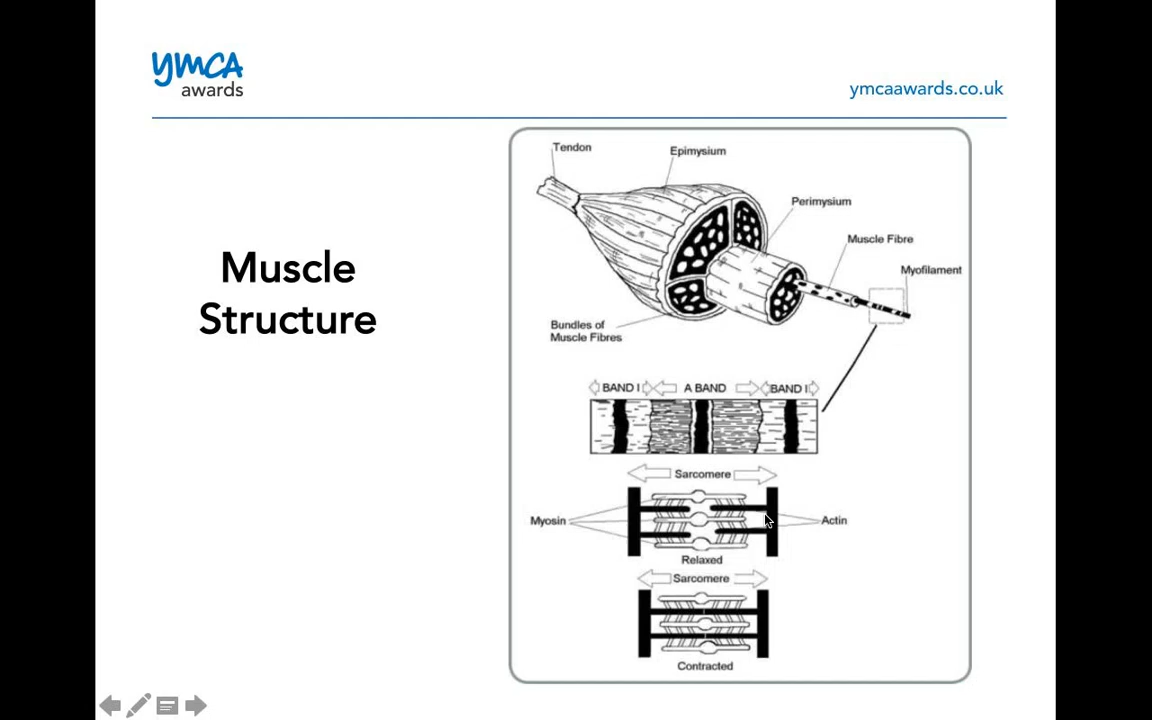 ymca
awards
ymcaawards.co.uk
Muscle
Structure
Tendon
Epimysium
Perimysium
Muscle Fibre
Myofilament
Bundles of
Muscle Fibres
BAND I A BAND BAND I
Sarcomere
Myosin
Actin
Relaxed
Sarcomere
Contracted